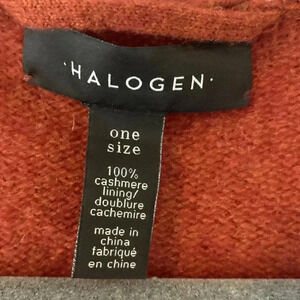 ·HALOGEN·
one
size
100%
cashmere
lining/
doublure
cachemire
made in
china
fabriqué
en chine